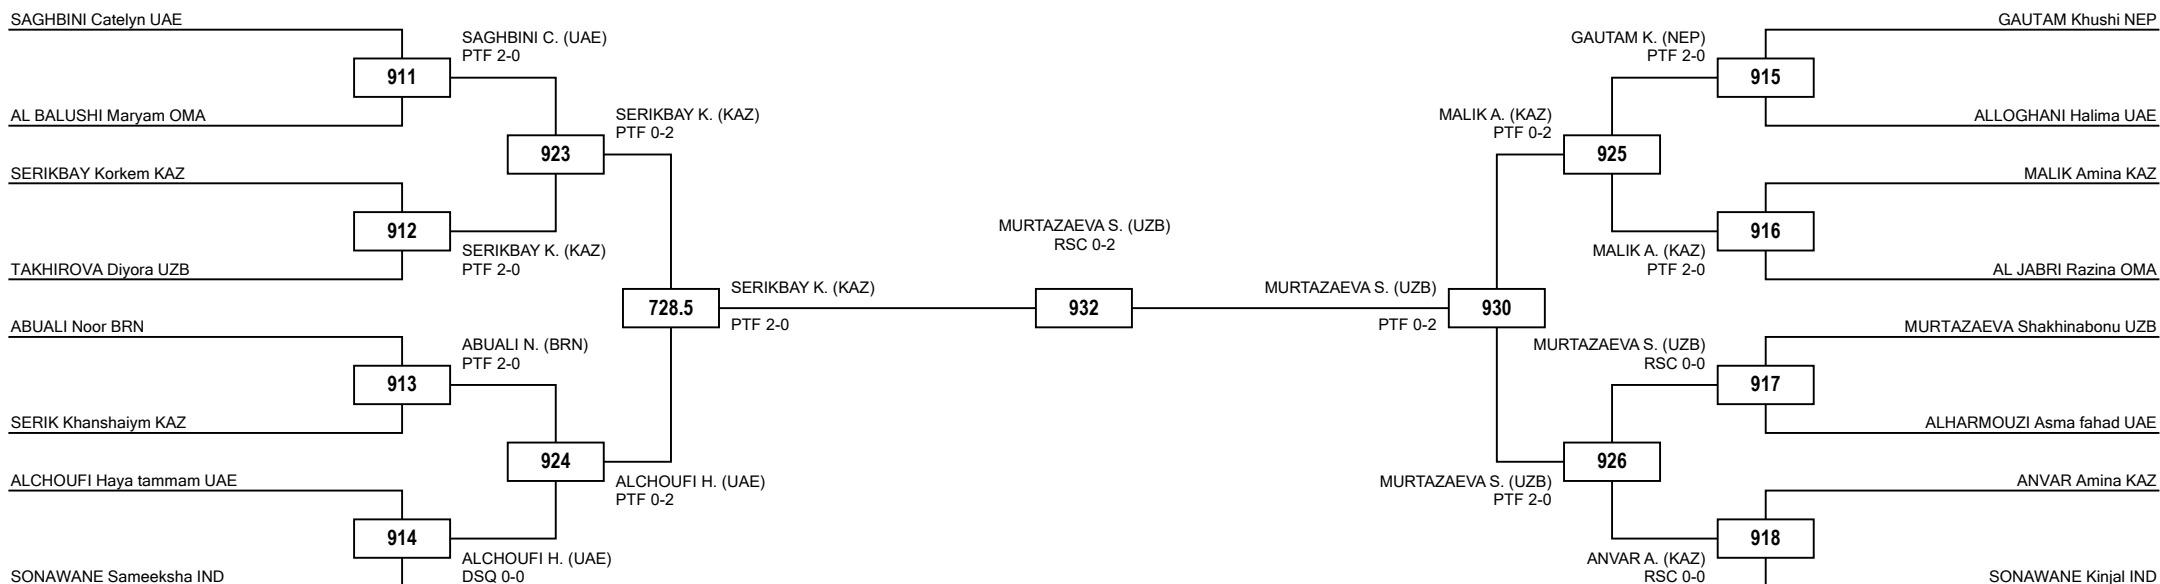 SAGHBINI Catelyn UAE
SAGHBINI C. (UAE)
PTF 2-0
911
AL BALUSHI Maryam OMA
SERIKBAY K. (KAZ)
PTF 0-2
923
SERIKBAY Korkem KAZ
912
SERIKBAY K. (KAZ)
PTF 2-0
TAKHIROVA Diyora UZB
728.5
SERIKBAY K. (KAZ)
PTF 2-0
ABUALI Noor BRN
ABUALI N. (BRN)
PTF 2-0
913
SERIK Khanshaiym KAZ
924
ALCHOUFI H. (UAE)
PTF 0-2
ALCHOUFI Haya tammam UAE
914
ALCHOUFI H. (UAE)
DSQ 0-0
SONAWANE Sameeksha IND
MURTAZAEVA S. (UZB)
RSC 0-2
932
GAUTAM Khushi NEP
GAUTAM K. (NEP)
PTF 2-0
915
ALLOGHANI Halima UAE
MALIK A. (KAZ)
PTF 0-2
925
MALIK Amina KAZ
916
MALIK A. (KAZ)
PTF 2-0
AL JABRI Razina OMA
MURTAZAEVA S. (UZB)
PTF 0-2
930
MURTAZAEVA Shakhinabonu UZB
MURTAZAEVA S. (UZB)
RSC 0-0
917
ALHARMOUZI Asma fahad UAE
926
MURTAZAEVA S. (UZB)
PTF 2-0
ANVAR Amina KAZ
918
ANVAR A. (KAZ)
RSC 0-0
SONAWANE Kinjal IND